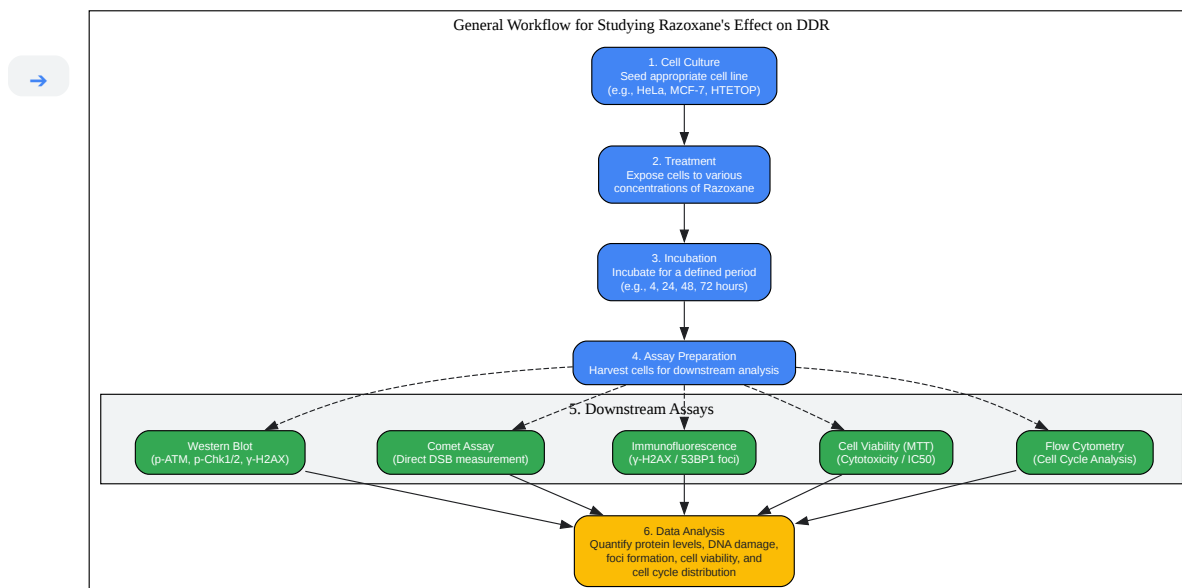 General Workflow for Studying Razoxane's Effect on DDR
1. Cell Culture
Seed appropriate cell line
(e.g., HeLa, MCF-7, HTETOP)
2. Treatment
Expose cells to various
concentrations of Razoxane
3. Incubation
Incubate for a defined period
(e.g., 4, 24, 48, 72 hours)
4. Assay Preparation
Harvest cells for downstream analysis
5. Downstream Assays
Western Blot
(p-ATM, p-Chk1/2, γ-H2AX)
Comet Assay
(Direct DSB measurement)
Immunofluorescence
(γ-H2AX / 53BP1 foci)
Cell Viability (MTT)
(Cytotoxicity / IC50)
Flow Cytometry
(Cell Cycle Analysis)
6. Data Analysis
Quantify protein levels, DNA damage,
foci formation, cell viability, and
cell cycle distribution